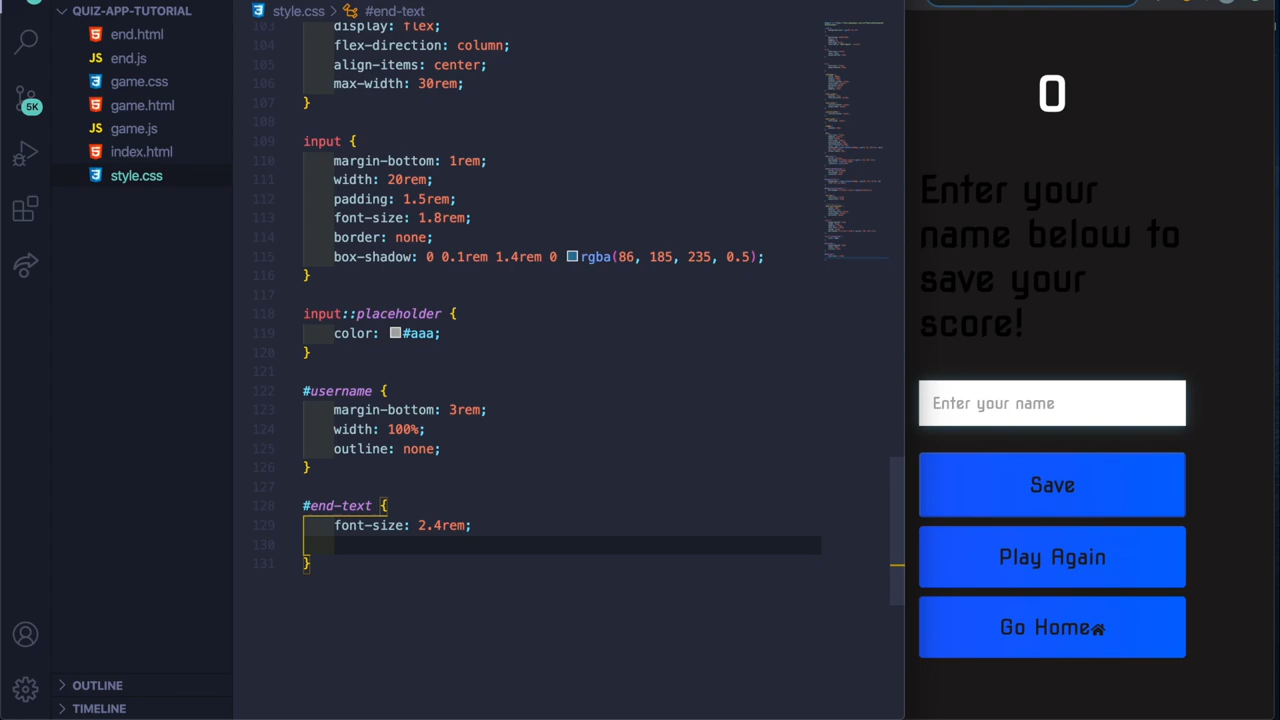 QUIZ-APP-TUTORIAL
end.html
JS end.js
game.css
game.html
JS game.js
index.html
style.css
5K
OUTLINE
TIMELINE
style.css > #end-text
103 display: flex;
104 flex-direction: column;
105 align-items: center;
106 max-width: 30rem;
107 }
108
109 input {
110 margin-bottom: 1rem;
111 width: 20rem;
112 padding: 1.5rem;
113 font-size: 1.8rem;
114 border: none;
115 box-shadow: 0 0.1rem 1.4rem 0 rgba(86, 185, 235, 0.5);
116 }
117
118 input::placeholder {
119 color: #aaa;
120 }
121
122 #username {
123 margin-bottom: 3rem;
124 width: 100%;
125 outline: none;
126 }
127
128 #end-text {
129 font-size: 2.4rem;
130
131 }
0
Enter your
name below to
save your
score!
Enter your name
Save
Play Again
Go Home